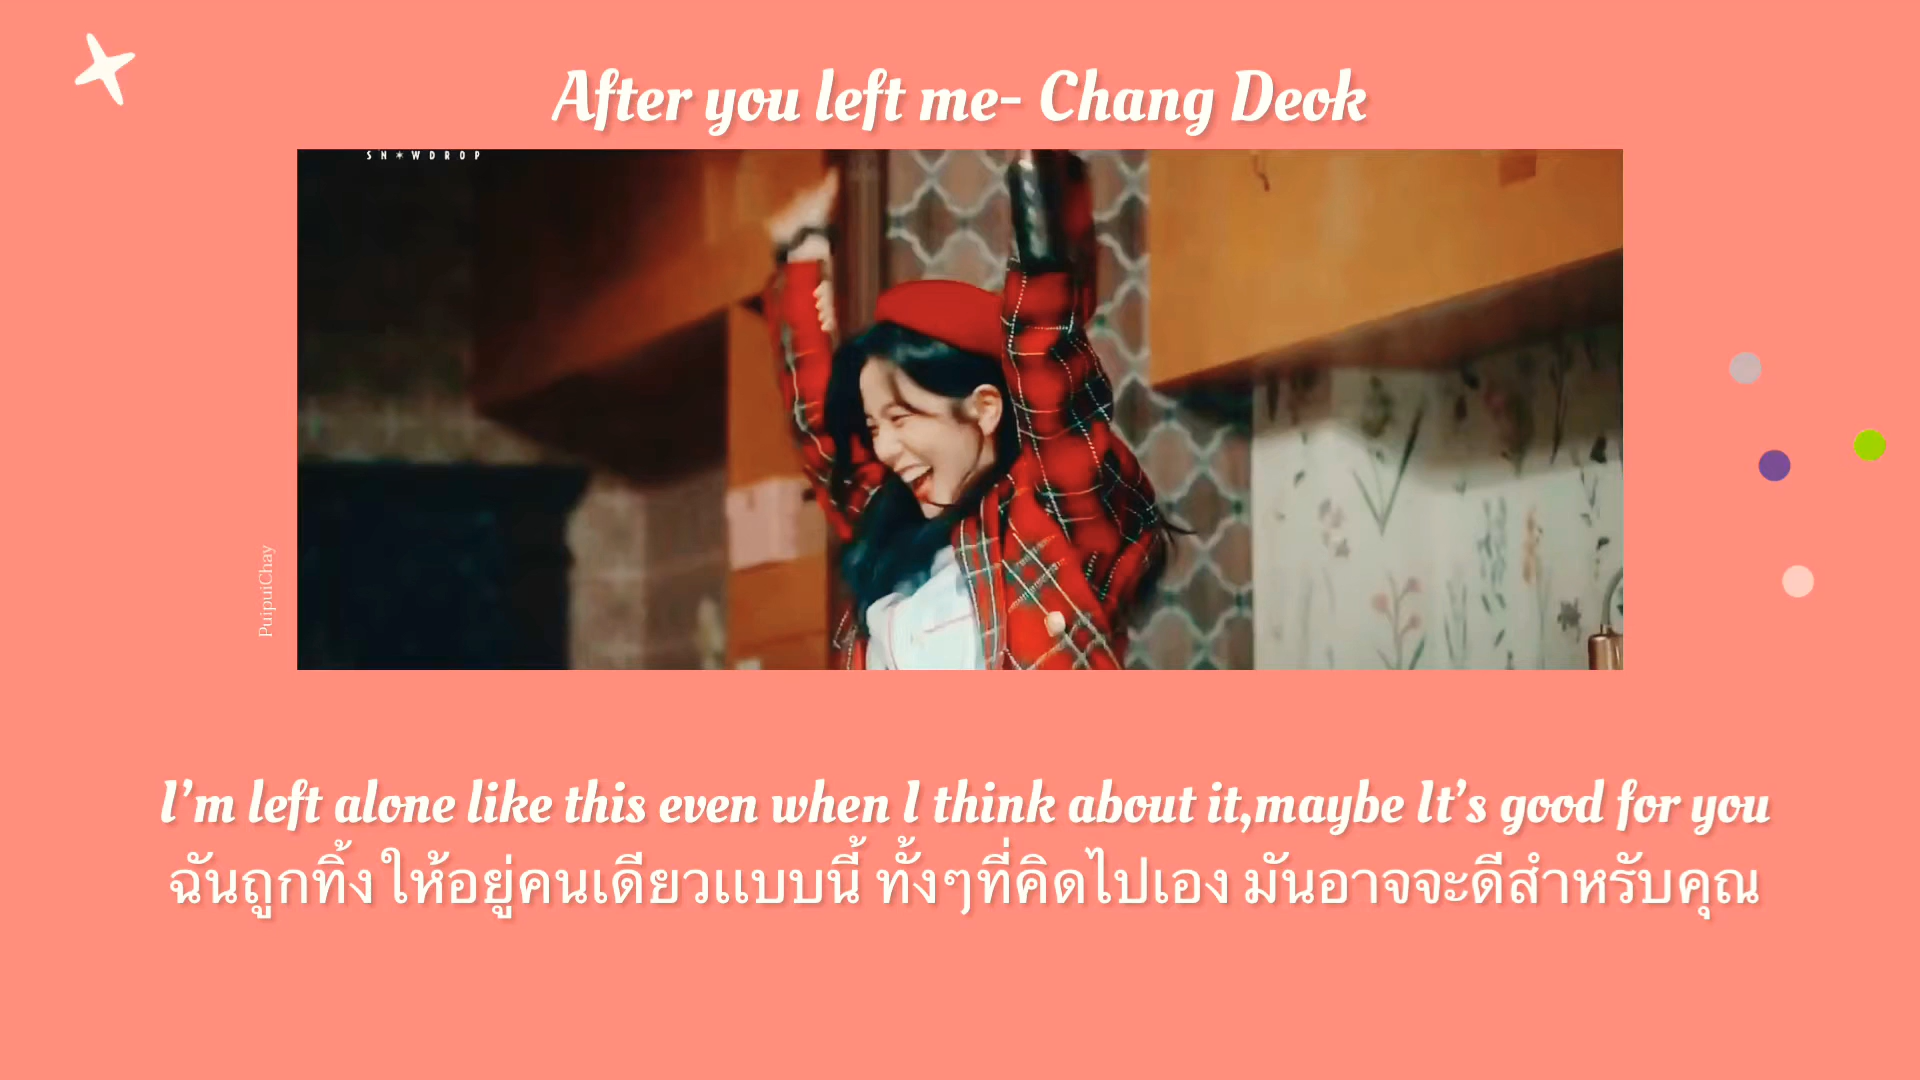 After you left me- Chang Deok
SN*WDROP
PuipuiChay
I'm left alone like this even when I think about it,maybe It's good for you
ฉันถูกทิ้ง ให้อยู่คนเดียวแบบนี้ ทั้งๆที่คิดไปเอง มันอาจจะดีสำหรับคุณ